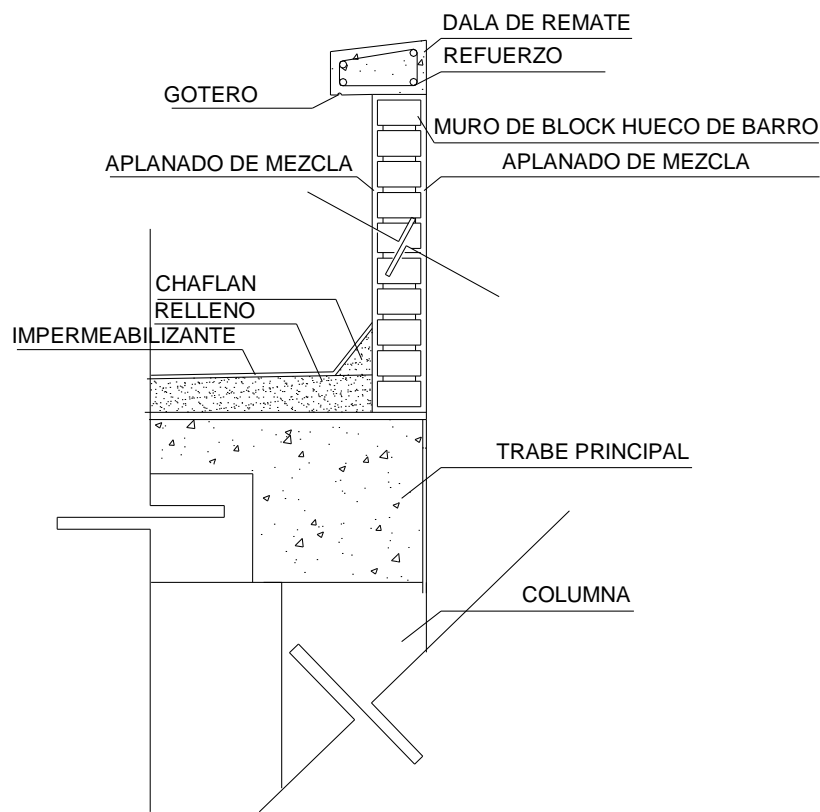 DALA DE REMATE
REFUERZO
GOTERO
MURO DE BLOCK HUECO DE BARRO
APLANADO DE MEZCLA
APLANADO DE MEZCLA
CHAFLAN
RELLENO
IMPERMEABILIZANTE
TRABE PRINCIPAL
COLUMNA